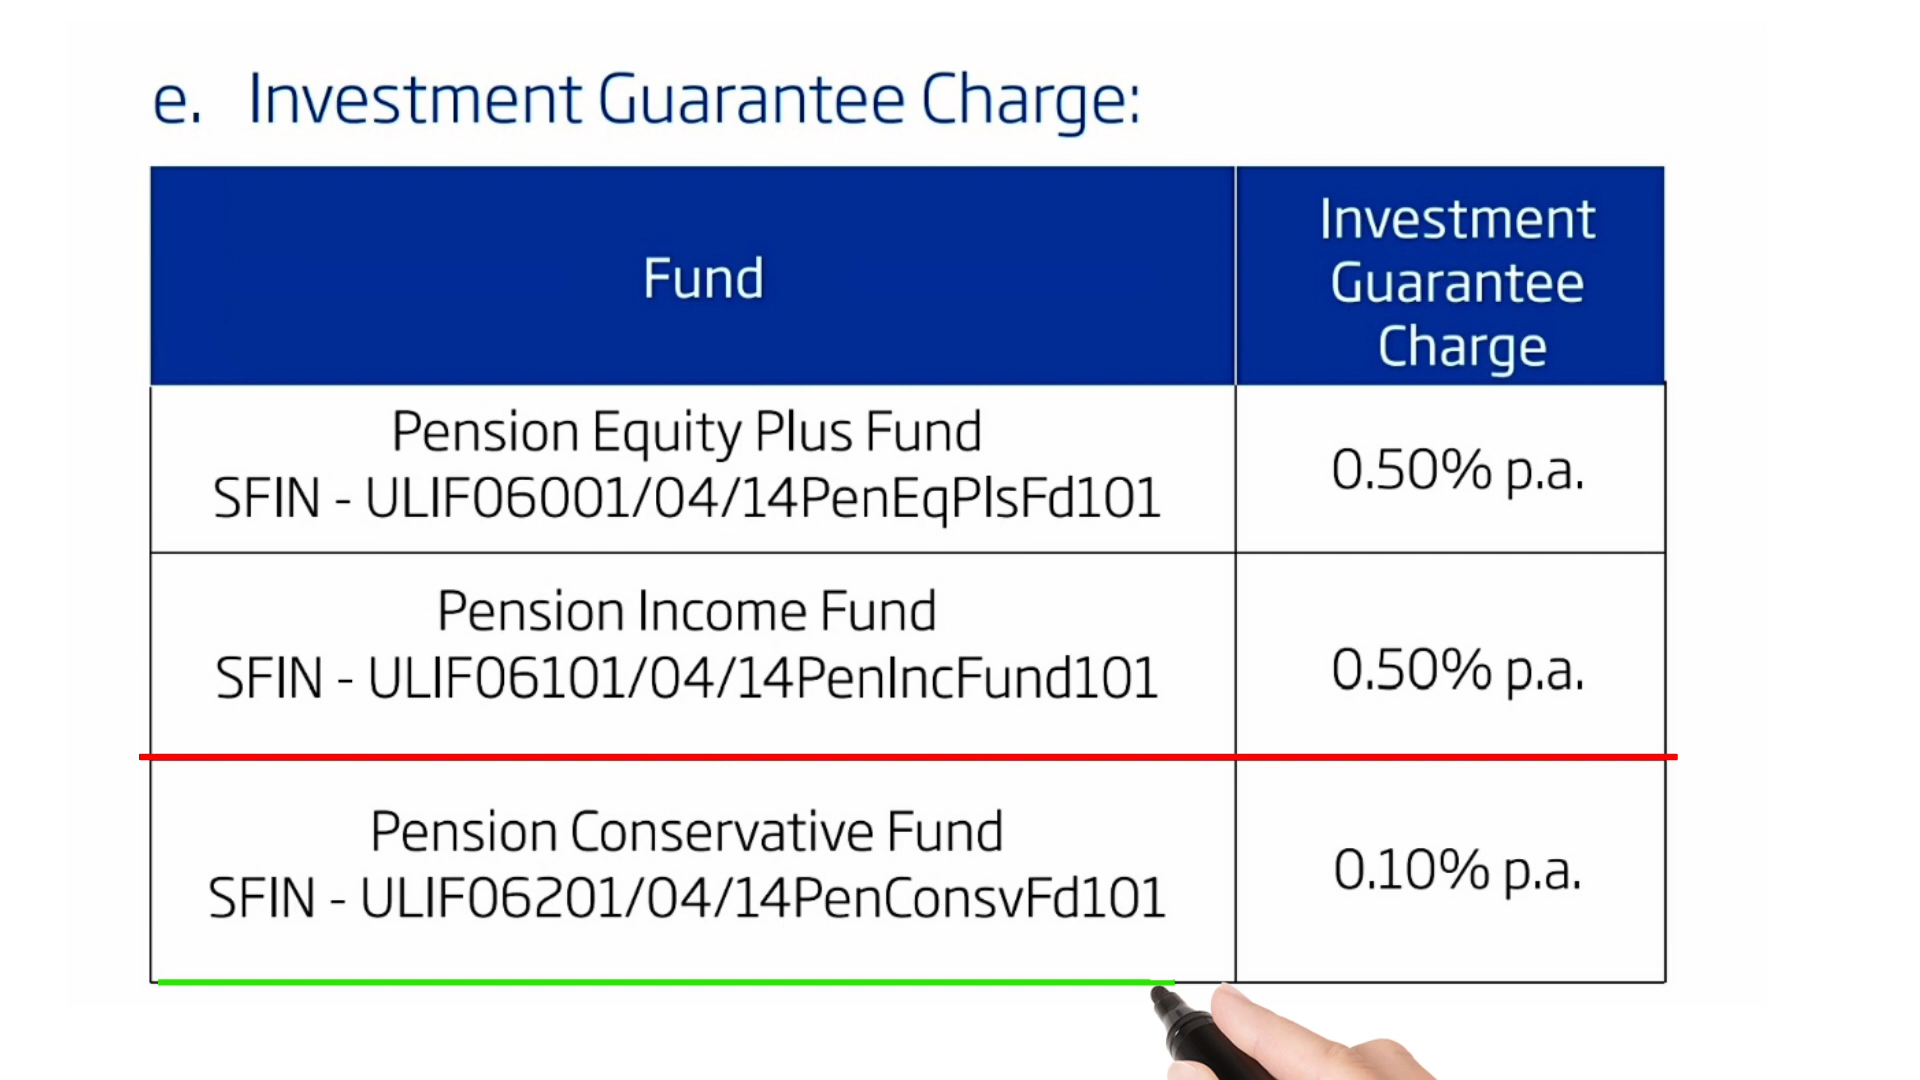 e. Investment Guarantee Charge:
Fund
Investment
Guarantee
Charge
Pension Equity Plus Fund
SFIN - ULIF06001/04/14PenEqPlsFd101
0.50% p.a.
Pension Income Fund
SFIN - ULIF06101/04/14PenIncFund101
0.50% p.a.
Pension Conservative Fund
SFIN - ULIF06201/04/14PenConsvFd101
0.10% p.a.